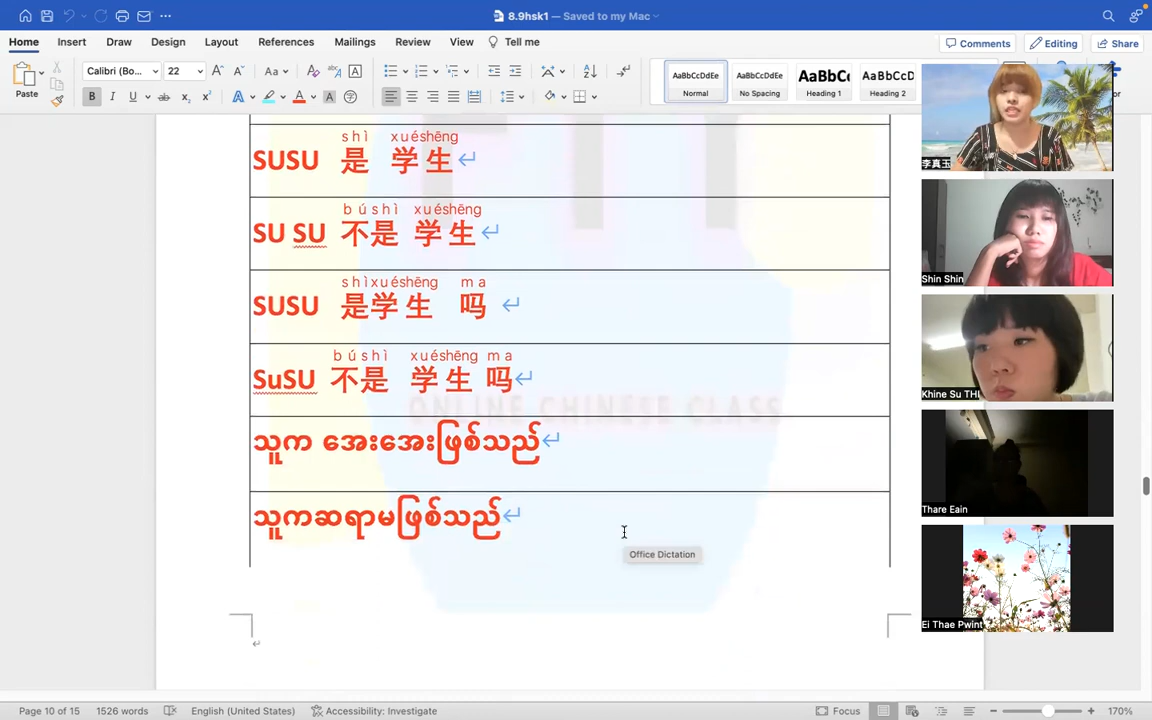 8.9hsk1 — Saved to my Mac
Home Insert Draw Design Layout References Mailings Review View Tell me
Comments Editing Share
Paste
Calibri (Bo... 22
AaBbCcDdEe AaBbCcDdEe AaBbC AaBbCcD
Normal No Spacing Heading 1 Heading 2
shì xuéshēng
SUSU 是 学生
búshì xuéshēng
SU SU 不是 学生
shìxuéshēng ma
SUSU 是学生 吗
búshì xuéshēng ma
SuSU 不是 学生吗
ONLINE CHINESE CLASS
သူက အေးအေးဖြစ်သည်
သူကဆရာမဖြစ်သည်
Office Dictation
李真玉
Shin Shin
Khine Su THI
Thare Eain
Ei Thae Pwint
Page 10 of 15 1526 words English (United States) Accessibility: Investigate Focus 170%